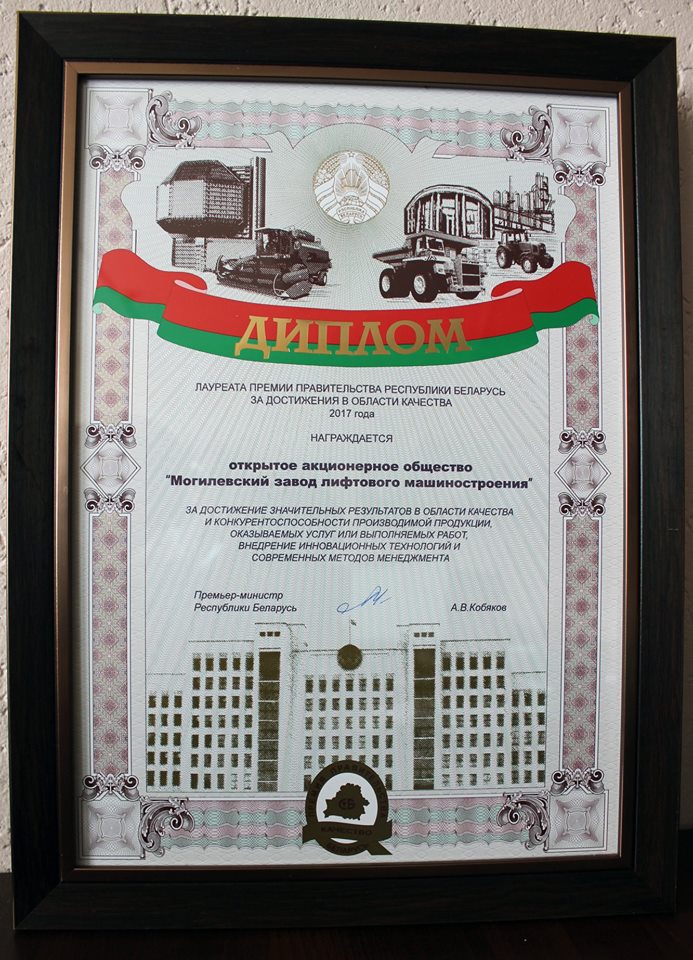 ДИПЛОМ
ЛАУРЕАТА ПРЕМИИ ПРАВИТЕЛЬСТВА РЕСПУБЛИКИ БЕЛАРУСЬ
ЗА ДОСТИЖЕНИЯ В ОБЛАСТИ КАЧЕСТВА
2017 года
НАГРАЖДАЕТСЯ
открытое акционерное общество
"Могилевский завод лифтового машиностроения"
ЗА ДОСТИЖЕНИЕ ЗНАЧИТЕЛЬНЫХ РЕЗУЛЬТАТОВ В ОБЛАСТИ КАЧЕСТВА
И КОНКУРЕНТОСПОСОБНОСТИ ПРОИЗВОДИМОЙ ПРОДУКЦИИ,
ОКАЗЫВАЕМЫХ УСЛУГ ИЛИ ВЫПОЛНЯЕМЫХ РАБОТ,
ВНЕДРЕНИЕ ИННОВАЦИОННЫХ ТЕХНОЛОГИЙ И
СОВРЕМЕННЫХ МЕТОДОВ МЕНЕДЖМЕНТА
Премьер-министр
Республики Беларусь А.В.Кобяков
КАЧЕСТВО